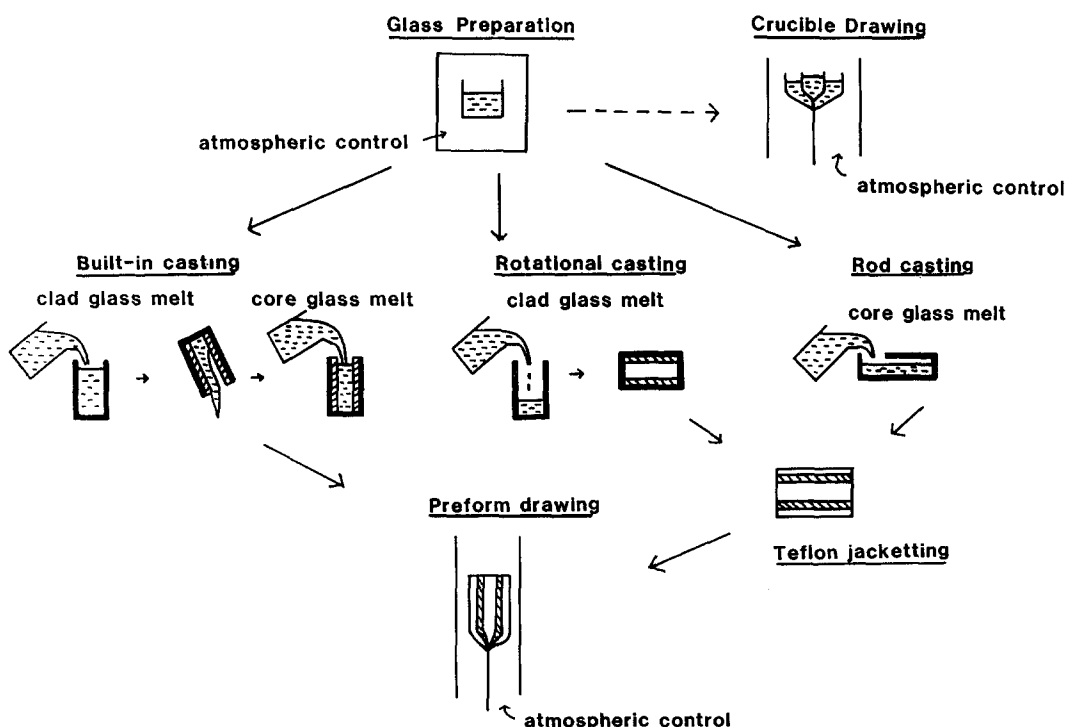 Glass Preparation
Crucible Drawing
atmospheric control
atmospheric control
Built-in casting
Rotational casting
Rod casting
clad glass melt
core glass melt
clad glass melt
core glass melt
Preform drawing
Teflon jacketting
atmospheric control